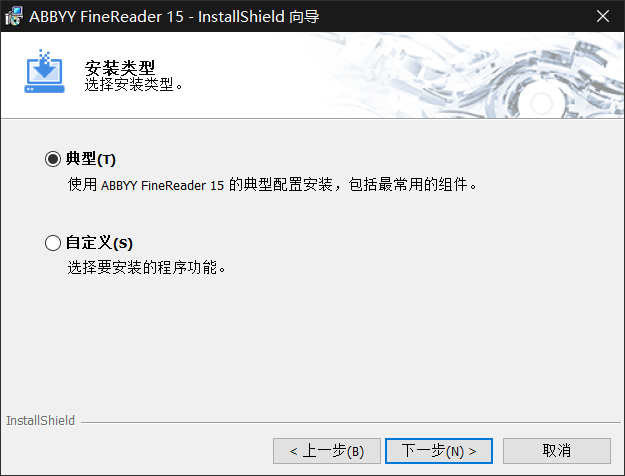 ABBYY FineReader 15 - InstallShield 向导
安装类型
选择安装类型。
典型(T)
使用 ABBYY FineReader 15 的典型配置安装，包括最常用的组件。
自定义(S)
选择要安装的程序功能。
InstallShield
< 上一步(B) 下一步(N) > 取消